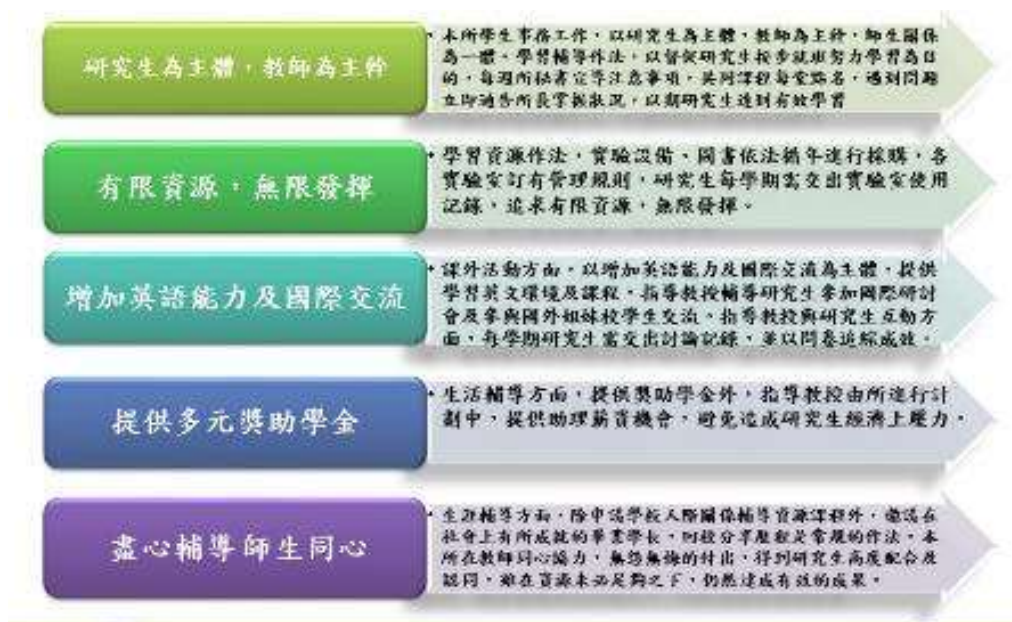 研究生為主體，教師為主幹
・本所學生事務工作，以研究生為主體，教師為主幹，師生關係
為一體。學習輔導作法，以督促研究生按步就班努力學習為目
的，每週所秘書宣導注意事項，共同課程每堂點名，遇到問題
立即通告所長掌握狀況，以期研究生達到有效學習
有限資源，無限發揮
・學習資源作法，實驗設備、圖書依法循年進行採購，各
實驗室訂有管理規則，研究生每學期需交出實驗室使用
記錄，追求有限資源，無限發揮。
增加英語能力及國際交流
・課外活動方面，以增加英語能力及國際交流為主體，提供
學習英文環境及課程，指導教授輔導研究生參加國際研討
會及參與國外姐妹校學生交流。指導教授與研究生互動方
面，每學期研究生需交出討論記錄，並以問卷追綜成效。
提供多元獎助學金
・生活輔導方面，提供獎助學金外，指導教授由所進行計
劃中，提供助理薪資機會，避免造成研究生經濟上壓力。
盡心輔導師生同心
・生涯輔導方面，除申請學校人際關係輔導資源課程外，邀請在
社會上有所成就的畢業學長，回校分享歷程是常規的作法。本
所在教師同心協力，無怨無悔的付出，得到研究生高度配合及
認同，雖在資源未必足夠之下，仍然達成有效的成果。